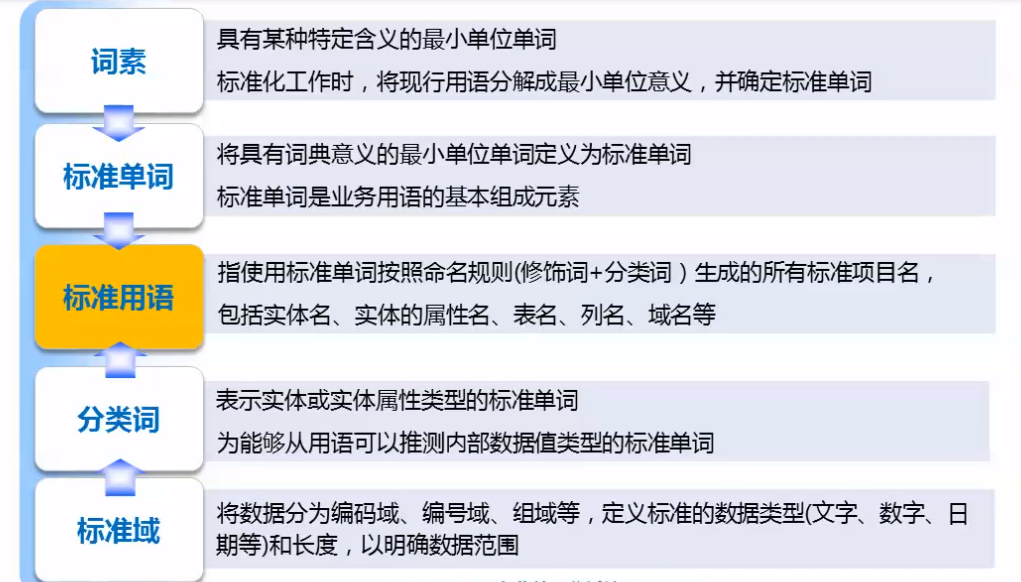 词素
具有某种特定含义的最小单位单词
标准化工作时，将现行用语分解成最小单位意义，并确定标准单词
标准单词
将具有词典意义的最小单位单词定义为标准单词
标准单词是业务用语的基本组成元素
标准用语
指使用标准单词按照命名规则(修饰词+分类词）生成的所有标准项目名，
包括实体名、实体的属性名、表名、列名、域名等
分类词
表示实体或实体属性类型的标准单词
为能够从用语可以推测内部数据值类型的标准单词
标准域
将数据分为编码域、编号域、组域等，定义标准的数据类型(文字、数字、日
期等)和长度，以明确数据范围